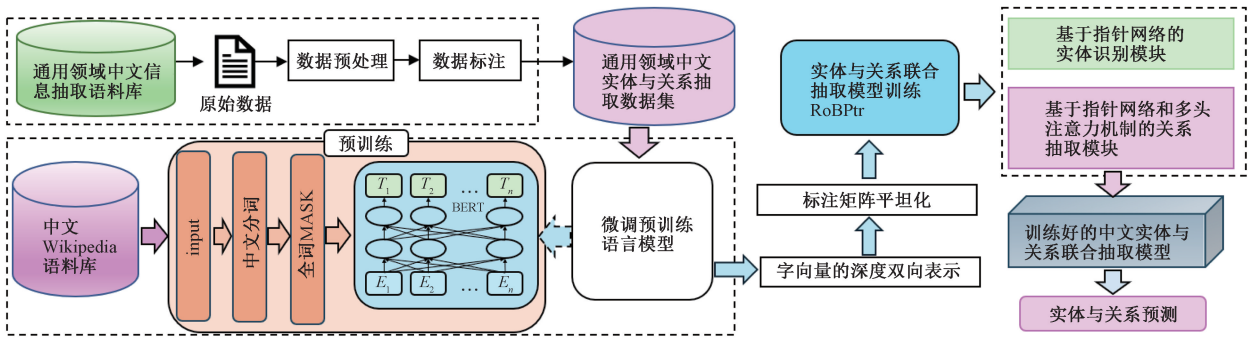 通用领域中文信
息抽取语料库
原始数据
数据预处理
数据标注
通用领域中文
实体与关系抽
取数据集
预训练
中文
Wikipedia
语料库
input
中文分词
全词MASK
T1 T2 … Tn
BERT
E1 E2 … En
微调预训练
语言模型
字向量的深度双向表示
标注矩阵平坦化
实体与关系联合
抽取模型训练
RoBPtr
基于指针网络的
实体识别模块
基于指针网络和多头
注意力机制的关系
抽取模块
训练好的中文实体与
关系联合抽取模型
实体与关系预测